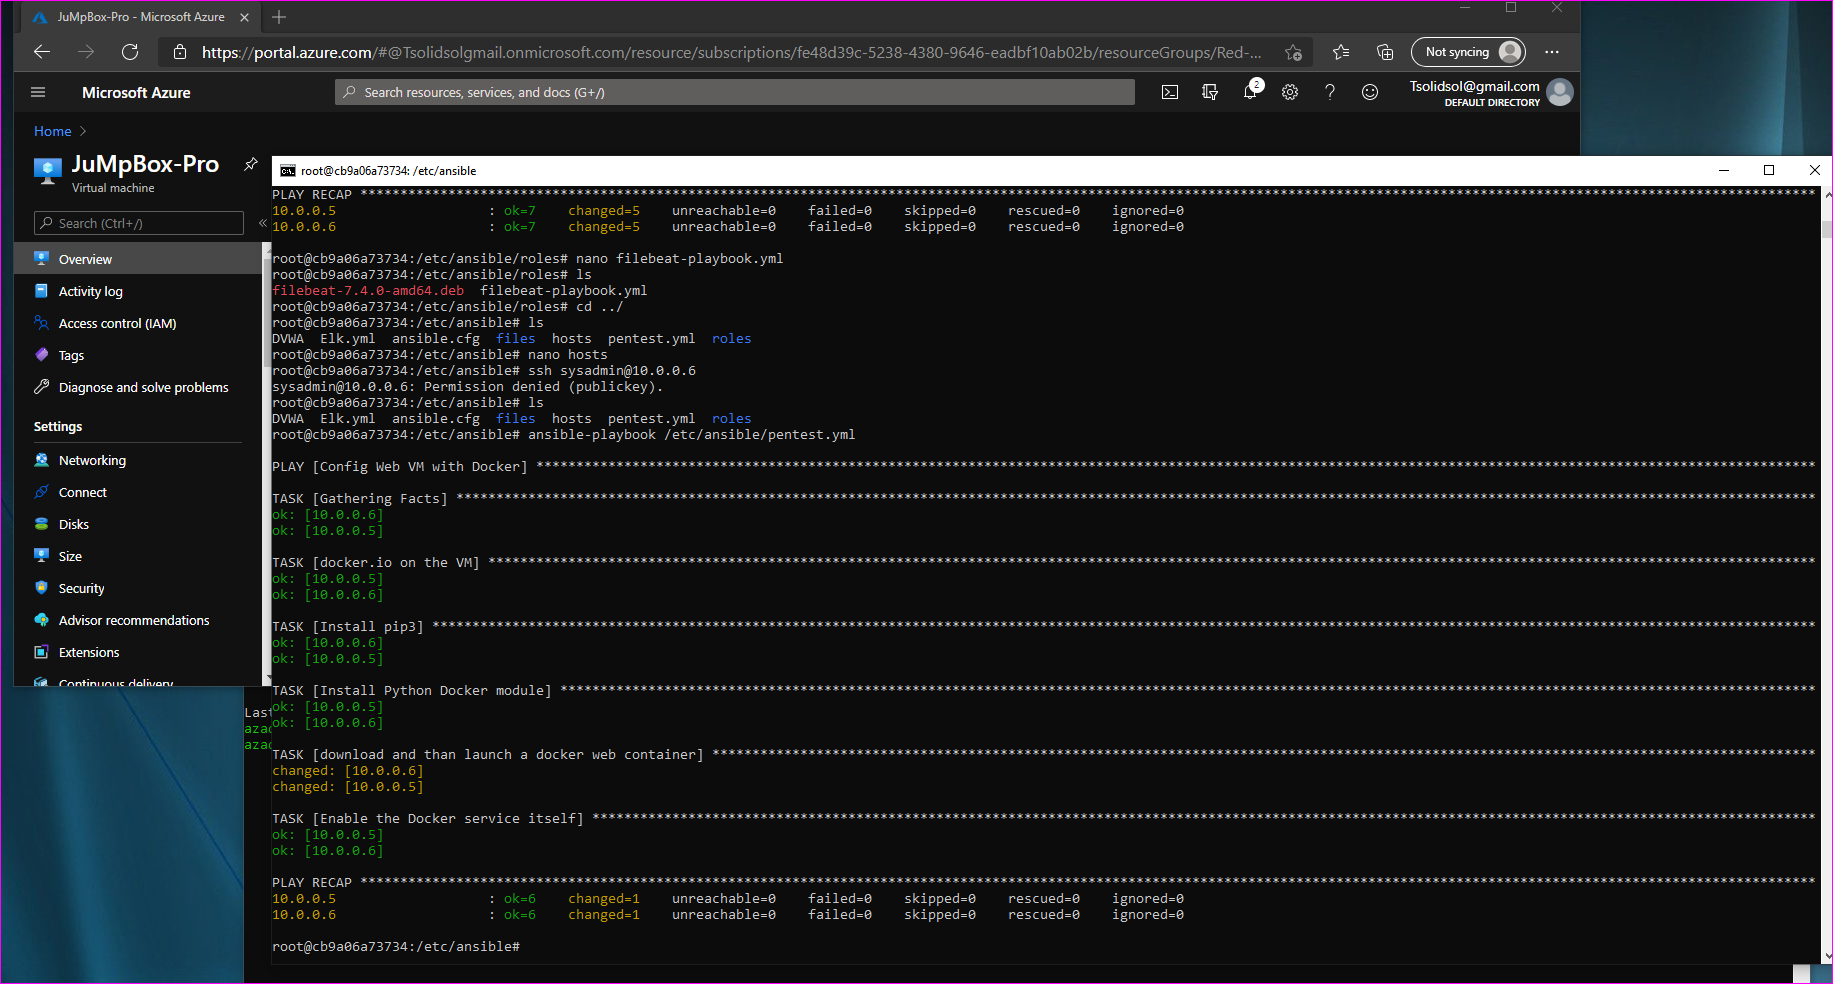 JuMpBox-Pro - Microsoft Azure
https://portal.azure.com/#@Tsolidsolgmail.onmicrosoft.com/resource/subscriptions/fe48d39c-5238-4380-9646-eadbf10ab02b/resourceGroups/Red-...
Not syncing
Microsoft Azure
Search resources, services, and docs (G+/)
2
Tsolidsol@gmail.com
DEFAULT DIRECTORY
Home
JuMpBox-Pro
Virtual machine
Search (Ctrl+/)
Overview
Activity log
Access control (IAM)
Tags
Diagnose and solve problems
Settings
Networking
Connect
Disks
Size
Security
Advisor recommendations
Extensions
Continuous delivery
Last
azad
azad
root@cb9a06a73734: /etc/ansible
PLAY RECAP ****************************************************************
10.0.0.5 : ok=7 changed=5 unreachable=0 failed=0 skipped=0 rescued=0 ignored=0
10.0.0.6 : ok=7 changed=5 unreachable=0 failed=0 skipped=0 rescued=0 ignored=0
root@cb9a06a73734:/etc/ansible/roles# nano filebeat-playbook.yml
root@cb9a06a73734:/etc/ansible/roles# ls
filebeat-7.4.0-amd64.deb filebeat-playbook.yml
root@cb9a06a73734:/etc/ansible/roles# cd ../
root@cb9a06a73734:/etc/ansible# ls
DVWA Elk.yml ansible.cfg files hosts pentest.yml roles
root@cb9a06a73734:/etc/ansible# nano hosts
root@cb9a06a73734:/etc/ansible# ssh sysadmin@10.0.0.6
sysadmin@10.0.0.6: Permission denied (publickey).
root@cb9a06a73734:/etc/ansible# ls
DVWA Elk.yml ansible.cfg files hosts pentest.yml roles
root@cb9a06a73734:/etc/ansible# ansible-playbook /etc/ansible/pentest.yml
PLAY [Config Web VM with Docker] ****************************************************************
TASK [Gathering Facts] ****************************************************************
ok: [10.0.0.6]
ok: [10.0.0.5]
TASK [docker.io on the VM] ****************************************************************
ok: [10.0.0.5]
ok: [10.0.0.6]
TASK [Install pip3] ****************************************************************
ok: [10.0.0.6]
ok: [10.0.0.5]
TASK [Install Python Docker module] ****************************************************************
ok: [10.0.0.5]
ok: [10.0.0.6]
TASK [download and than launch a docker web container] ****************************************************************
changed: [10.0.0.6]
changed: [10.0.0.5]
TASK [Enable the Docker service itself] ****************************************************************
ok: [10.0.0.5]
ok: [10.0.0.6]
PLAY RECAP ****************************************************************
10.0.0.5 : ok=6 changed=1 unreachable=0 failed=0 skipped=0 rescued=0 ignored=0
10.0.0.6 : ok=6 changed=1 unreachable=0 failed=0 skipped=0 rescued=0 ignored=0
root@cb9a06a73734:/etc/ansible#